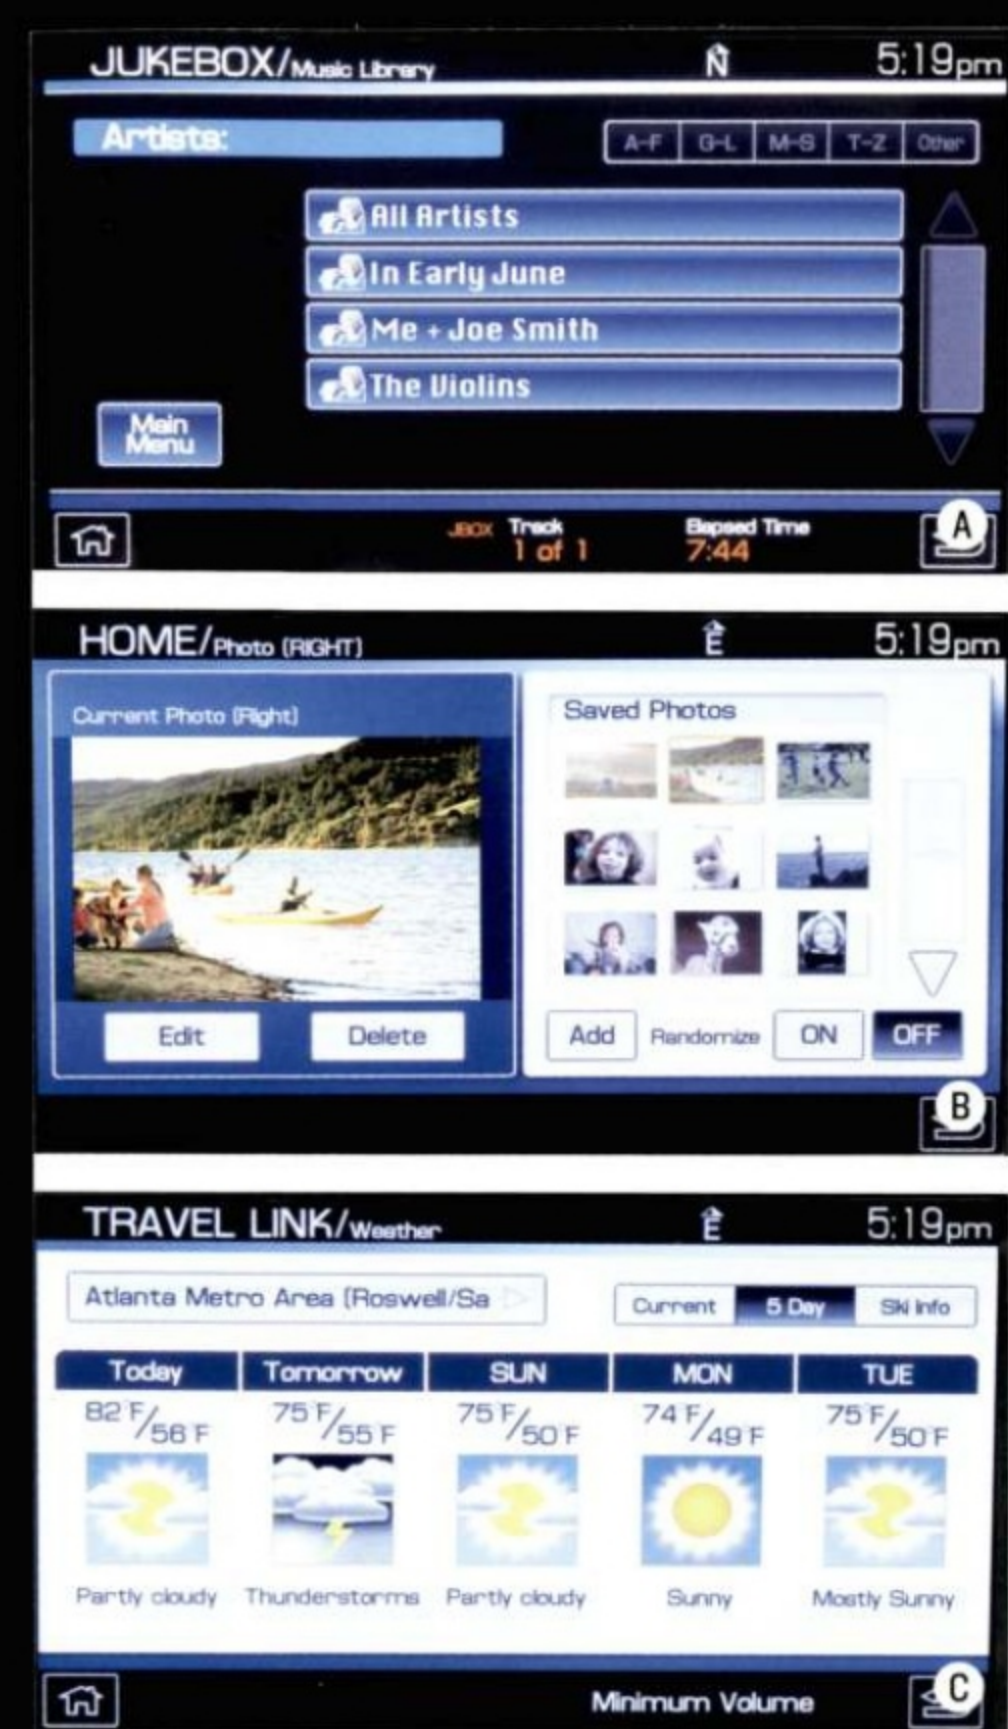 JUKEBOX/Music Library N 5:19pm
Artists: A-F G-L M-S T-Z Other
All Artists
In Early June
Me + Joe Smith
The Violins
Main
Menu
JBOX Track Elapsed Time
1 of 1 7:44
A
HOME/Photo (RIGHT) E 5:19pm
Current Photo (Right) Saved Photos
Edit Delete Add Randomize ON OFF
B
TRAVEL LINK/Weather E 5:19pm
Atlanta Metro Area (Roswell/Sa Current 5 Day Ski Info
Today Tomorrow SUN MON TUE
82°F/56°F 75°F/55°F 75°F/50°F 74°F/49°F 75°F/50°F
Partly cloudy Thunderstorms Partly cloudy Sunny Mostly Sunny
Minimum Volume C